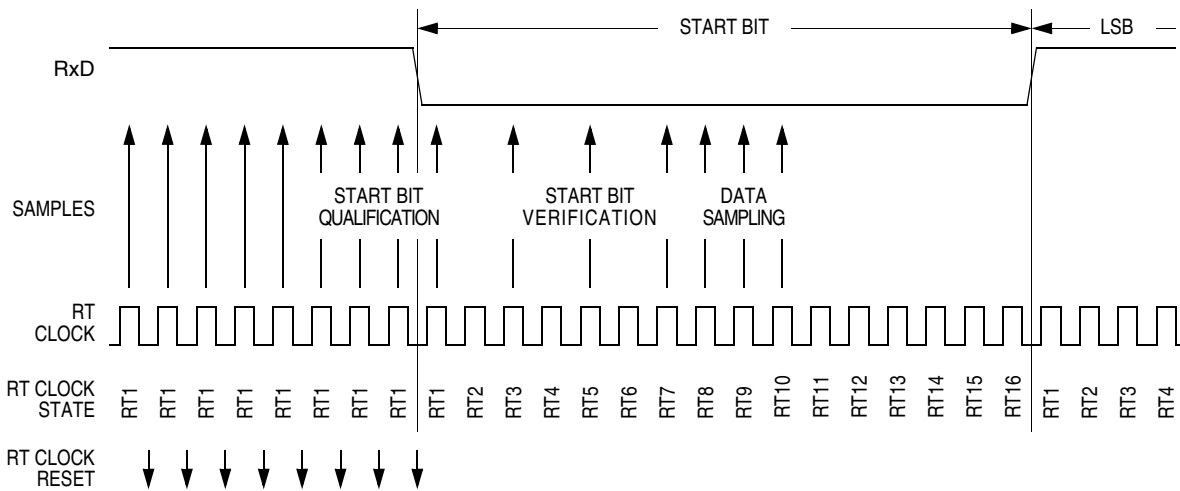 START BIT
LSB
RxD
SAMPLES
START BIT
QUALIFICATION
START BIT
VERIFICATION
DATA
SAMPLING
RT
CLOCK
RT CLOCK
STATE
RT1 RT1 RT1 RT1 RT1 RT1 RT1 RT1 RT1 RT2 RT3 RT4 RT5 RT6 RT7 RT8 RT9 RT10 RT11 RT12 RT13 RT14 RT15 RT16 RT1 RT2 RT3 RT4
RT CLOCK
RESET